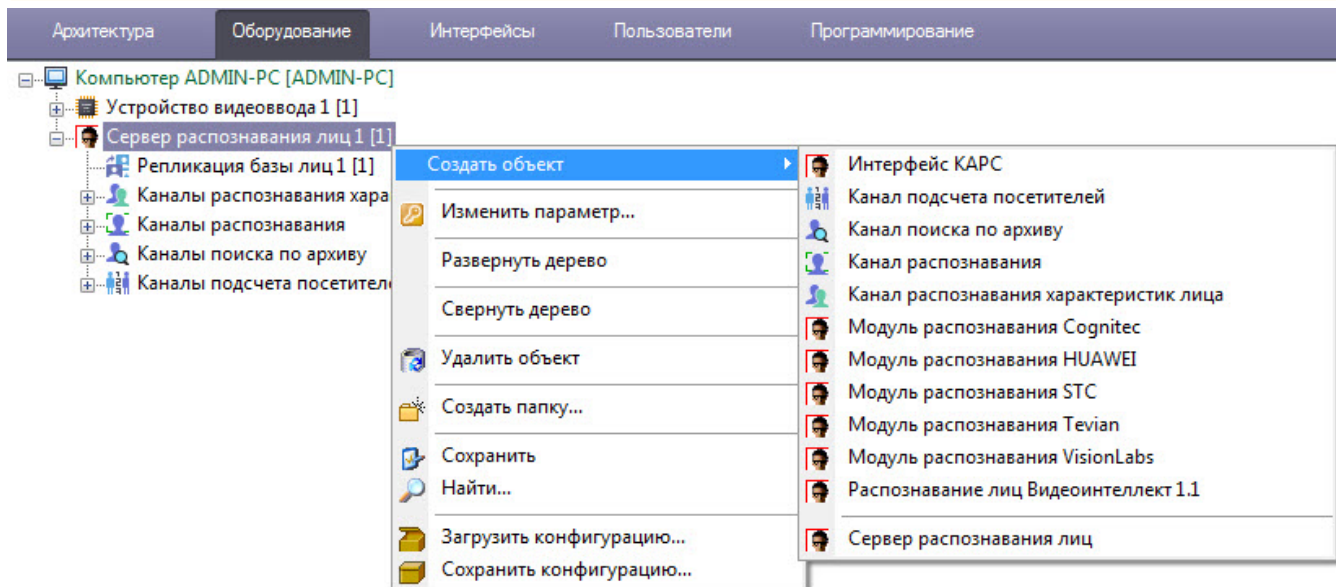 Архитектура Оборудование Интерфейсы Пользователи Программирование
Компьютер ADMIN-PC [ADMIN-PC]
Устройство видеоввода 1 [1]
Сервер распознавания лиц 1 [1]
Репликация базы лиц 1 [1]
Каналы распознавания хара
Каналы распознавания
Каналы поиска по архиву
Каналы подсчета посетител
Создать объект
Изменить параметр...
Развернуть дерево
Свернуть дерево
Удалить объект
Создать папку...
Сохранить
Найти...
Загрузить конфигурацию...
Сохранить конфигурацию...
Интерфейс КАРС
Канал подсчета посетителей
Канал поиска по архиву
Канал распознавания
Канал распознавания характеристик лица
Модуль распознавания Cognitec
Модуль распознавания HUAWEI
Модуль распознавания STC
Модуль распознавания Tevian
Модуль распознавания VisionLabs
Распознавание лиц Видеоинтеллект 1.1
Сервер распознавания лиц